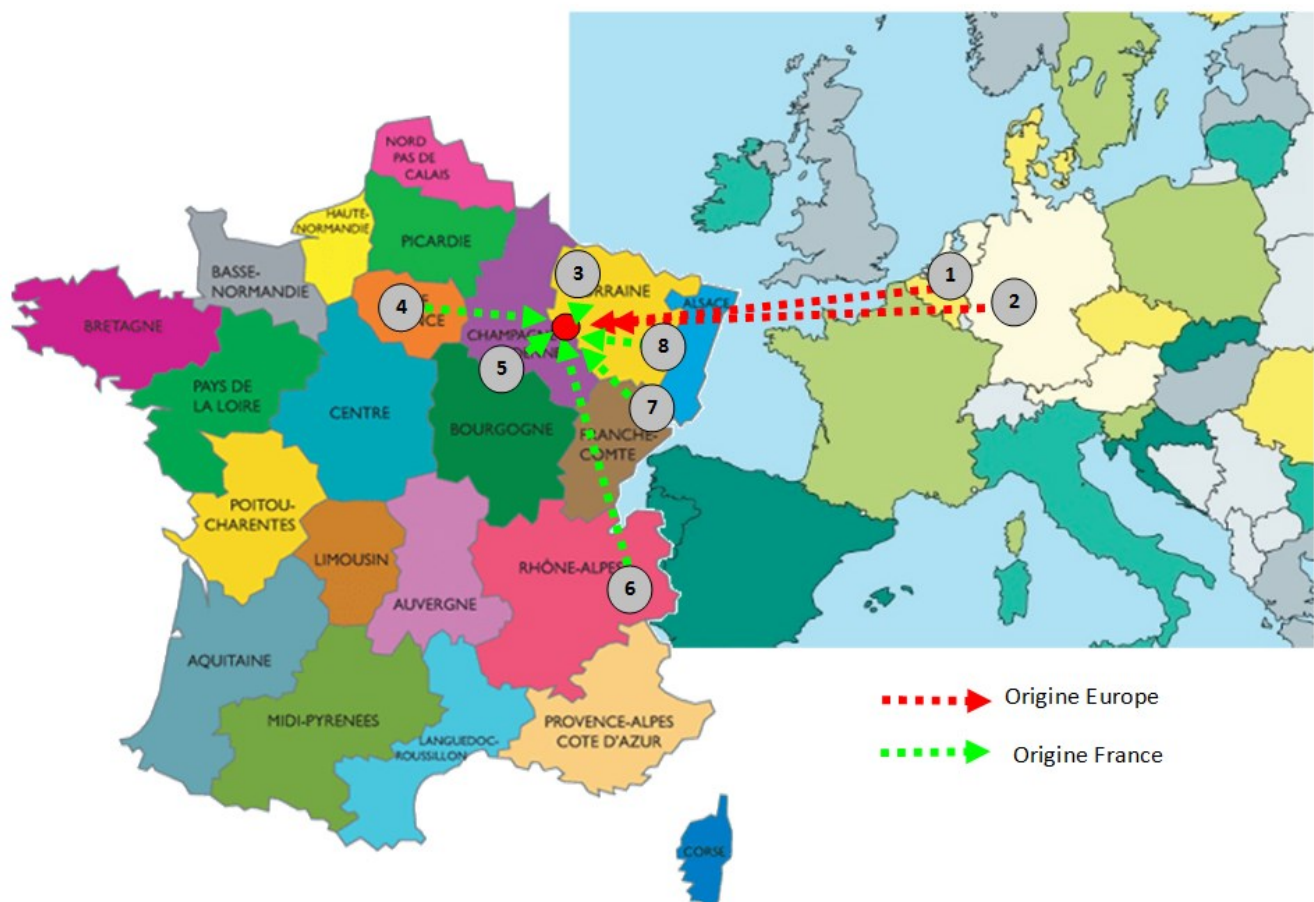 NORD
PAS DE
CALAIS
HAUTE-
NORMANDIE
PICARDIE
BASSE-
NORMANDIE
3
RRAINE
ALSACE
1
2
4
NCE
BRETAGNE
CHAMPAGNE
8
5
PAYS DE
LA LOIRE
CENTRE
7
BOURGOGNE
FRANCHE-
COMTE
POITOU-
CHARENTES
LIMOUSIN
RHÔNE-ALPES
6
AUVERGNE
AQUITAINE
MIDI-PYRENEES
LANGUEDOC-
ROUSSILLON
PROVENCE-ALPES
COTE D'AZUR
Origine Europe
Origine France
CORSE